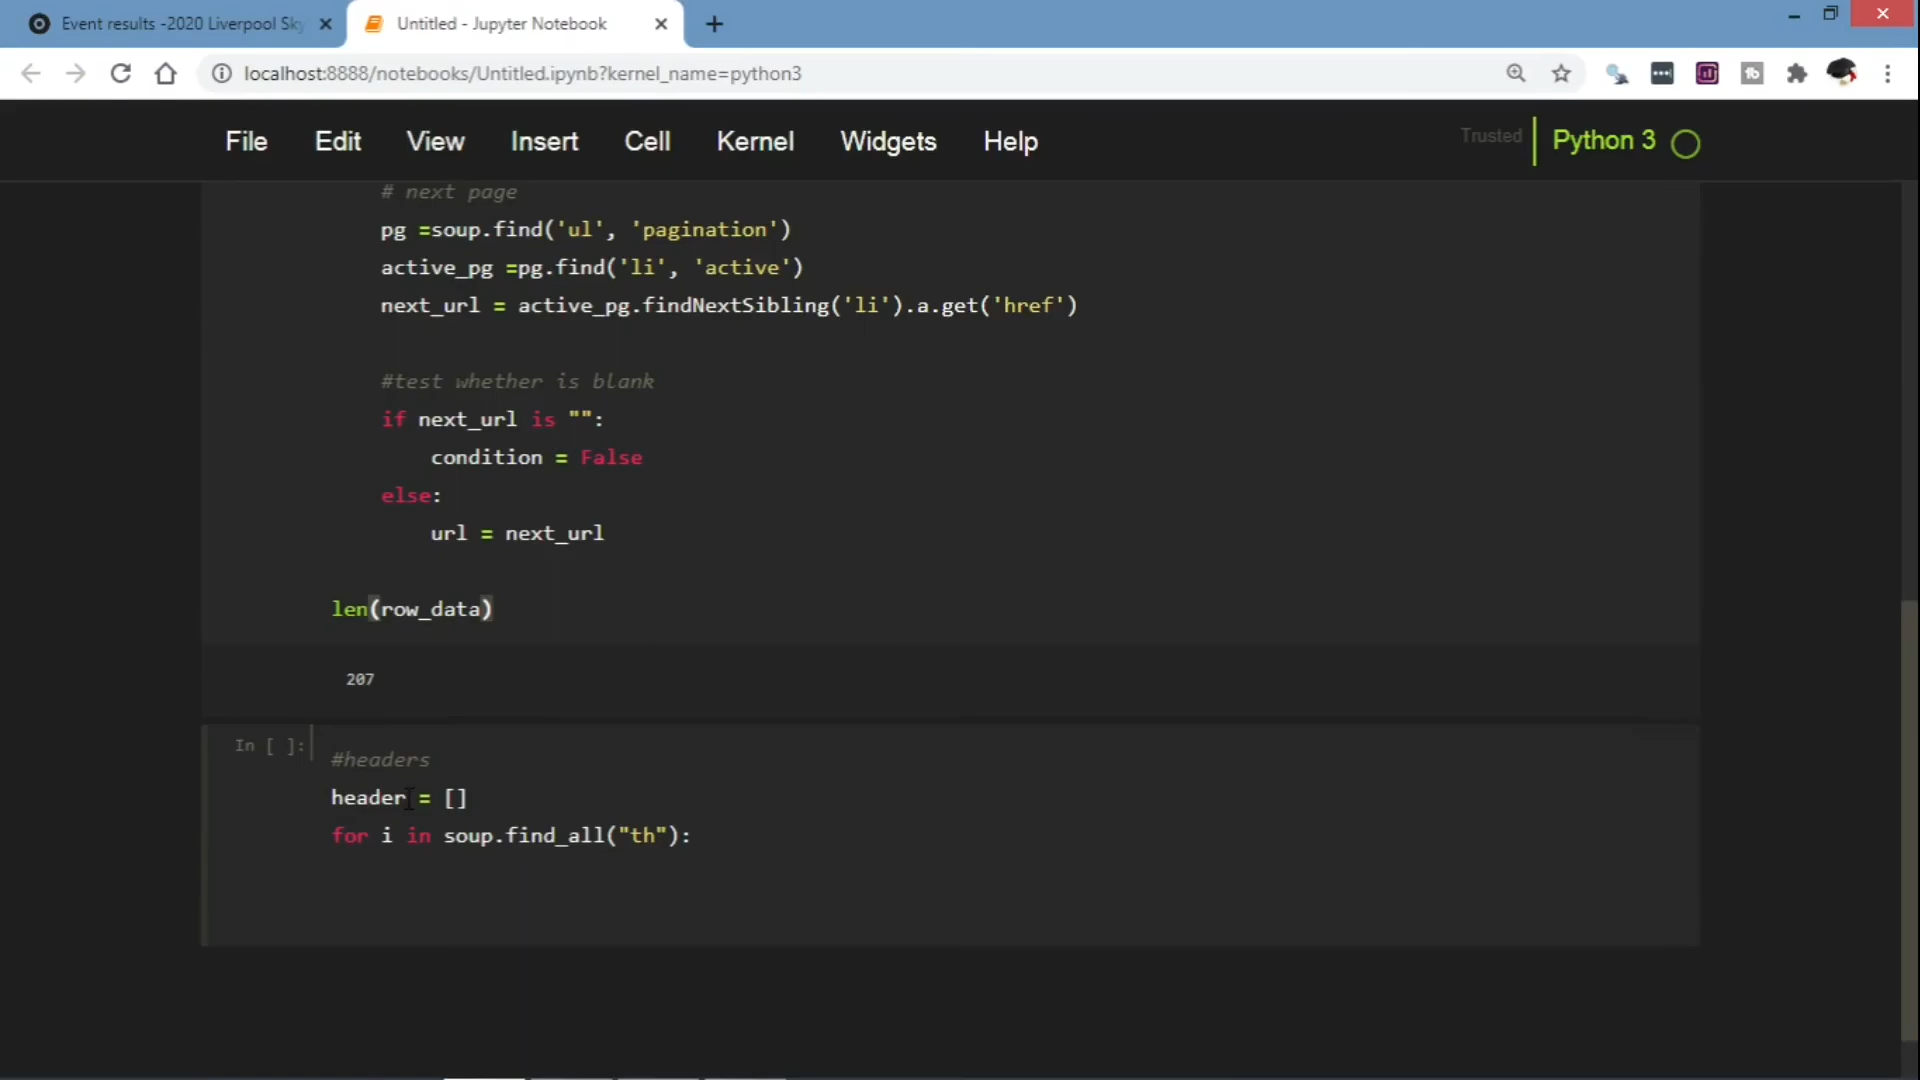 Event results -2020 Liverpool Sky
Untitled - Jupyter Notebook
localhost:8888/notebooks/Untitled.ipynb?kernel_name=python3
File Edit View Insert Cell Kernel Widgets Help
Trusted
Python 3
# next page
pg =soup.find('ul', 'pagination')
active_pg =pg.find('li', 'active')
next_url = active_pg.findNextSibling('li').a.get('href')
#test whether is blank
if next_url is "":
condition = False
else:
url = next_url
len(row_data)
207
In [ ]:
#headers
header = []
for i in soup.find_all("th"):